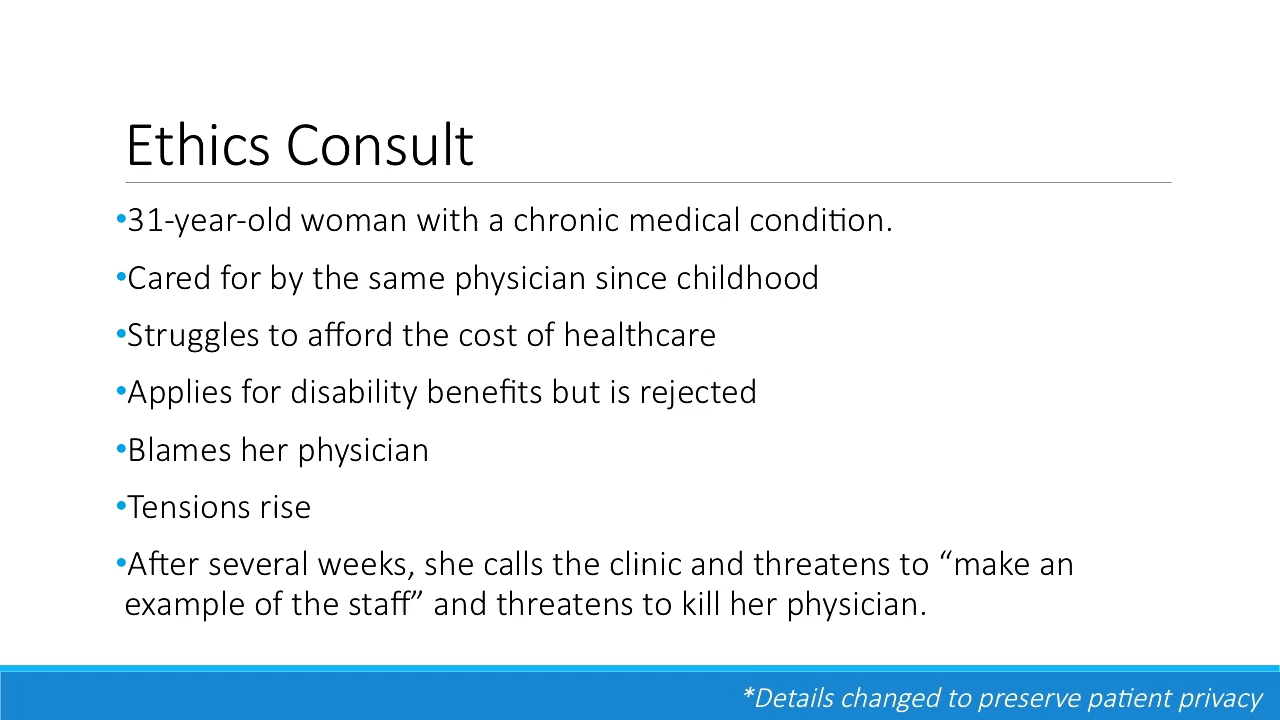 Ethics Consult
•31-year-old woman with a chronic medical condition.
•Cared for by the same physician since childhood
•Struggles to afford the cost of healthcare
•Applies for disability benefits but is rejected
•Blames her physician
•Tensions rise
•After several weeks, she calls the clinic and threatens to “make an
example of the staff” and threatens to kill her physician.
*Details changed to preserve patient privacy